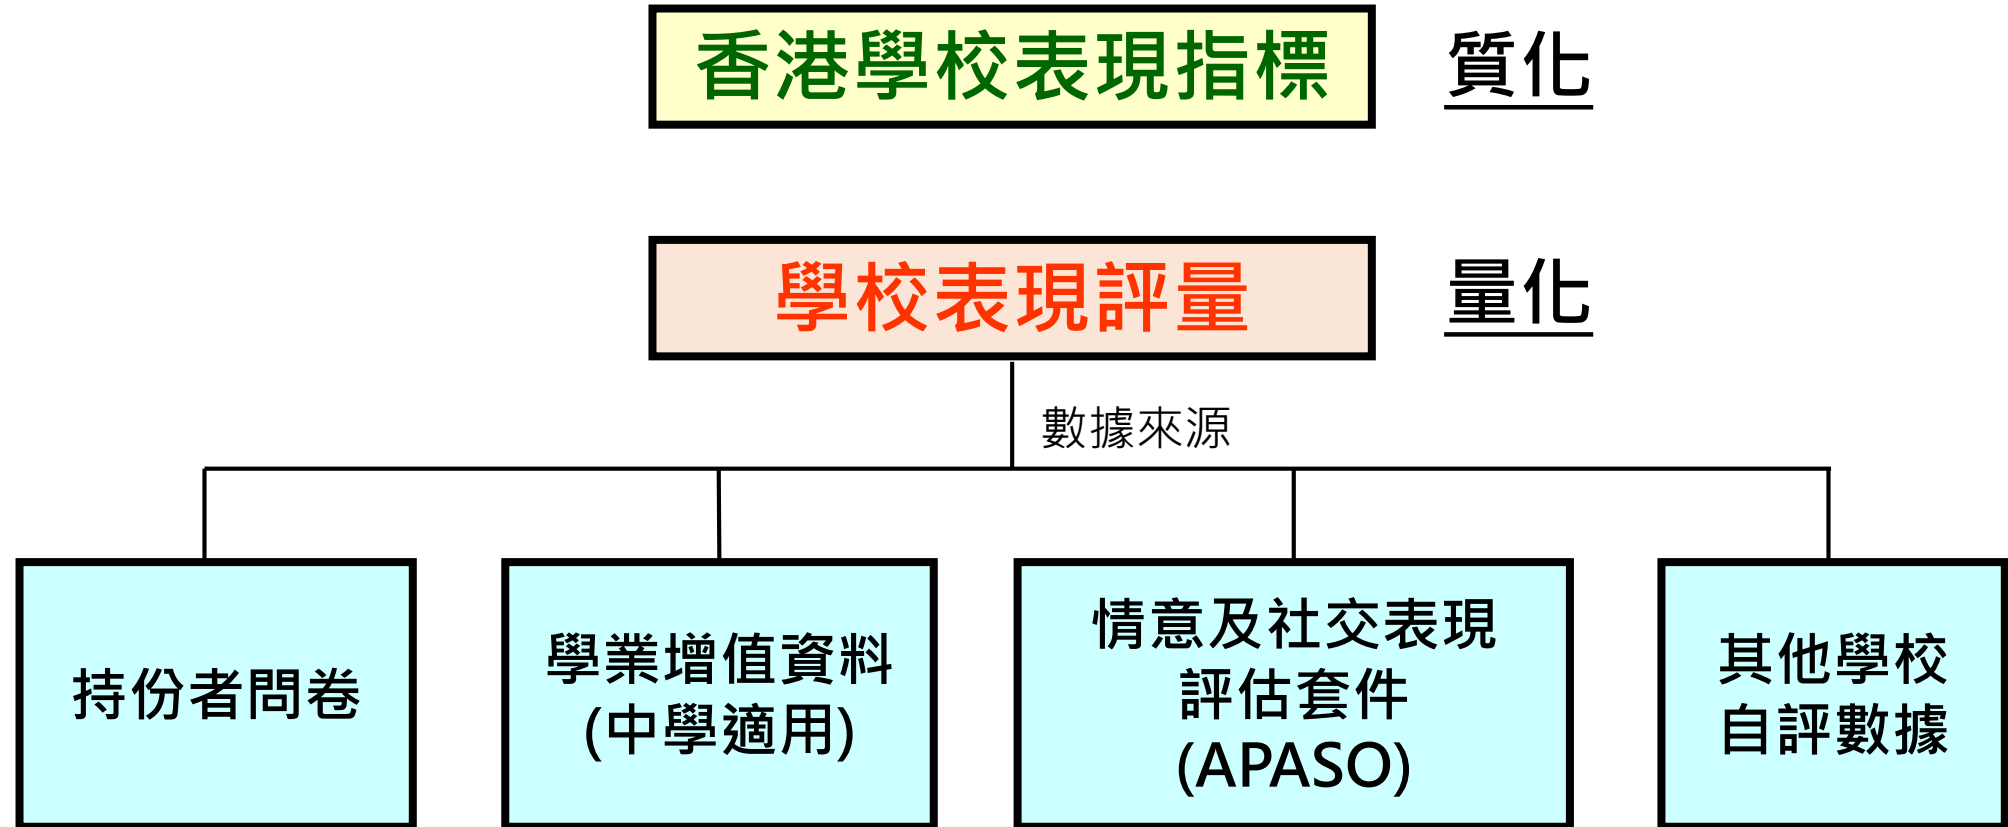 香港學校表現指標
質化
學校表現評量
量化
數據來源
持份者問卷
學業增值資料
(中學適用)
情意及社交表現
評估套件
(APASO)
其他學校
自評數據